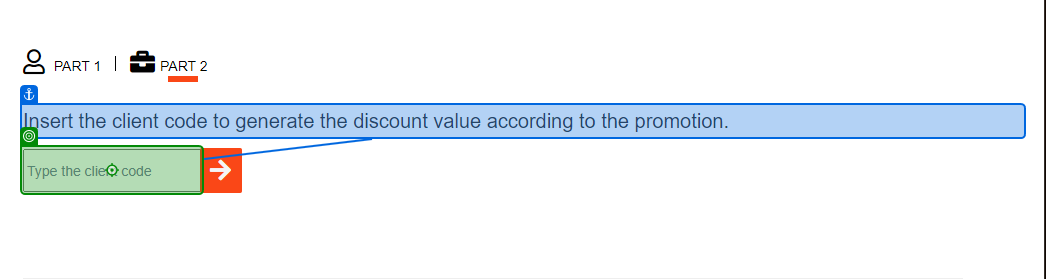 PART 1 | PART 2
Insert the client code to generate the discount value according to the promotion.
Type the client code